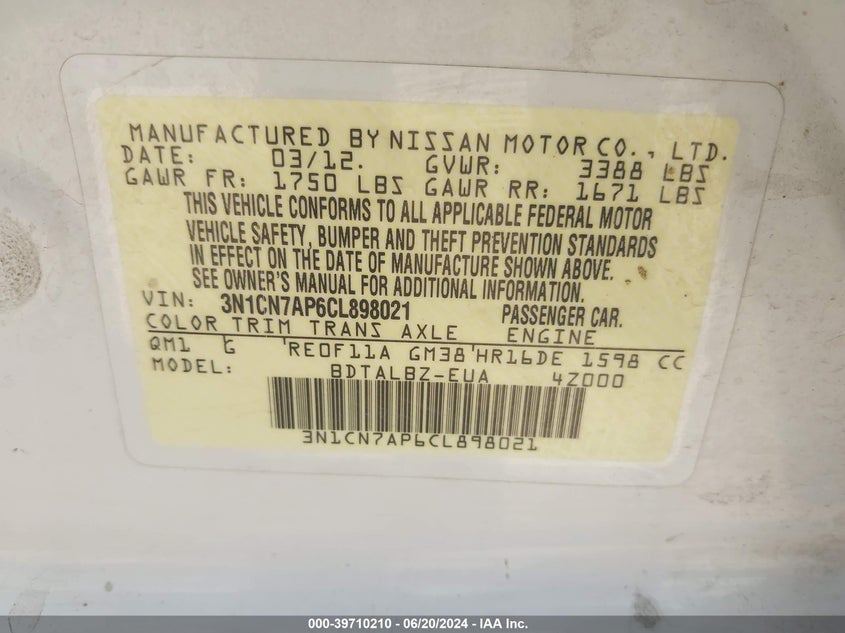 MANUFACTURED BY NISSAN MOTOR CO., LTD.
DATE: 03/12. GVWR: 3388 LBS
GAWR FR: 1750 LBS GAWR RR: 1671 LBS
THIS VEHICLE CONFORMS TO ALL APPLICABLE FEDERAL MOTOR
VEHICLE SAFETY, BUMPER AND THEFT PREVENTION STANDARDS
IN EFFECT ON THE DATE OF MANUFACTURE SHOWN ABOVE.
SEE OWNER'S MANUAL FOR ADDITIONAL INFORMATION.
VIN: 3N1CN7AP6CL898021 PASSENGER CAR.
COLOR TRIM TRANS AXLE ENGINE
QM1 G RE0F11A GM38 HR16DE 1598 CC
MODEL: BDTALBZ-EUA 4Z000
3N1CN7AP6CL898021
000-39710210 - 06/20/2024 - IAA Inc.